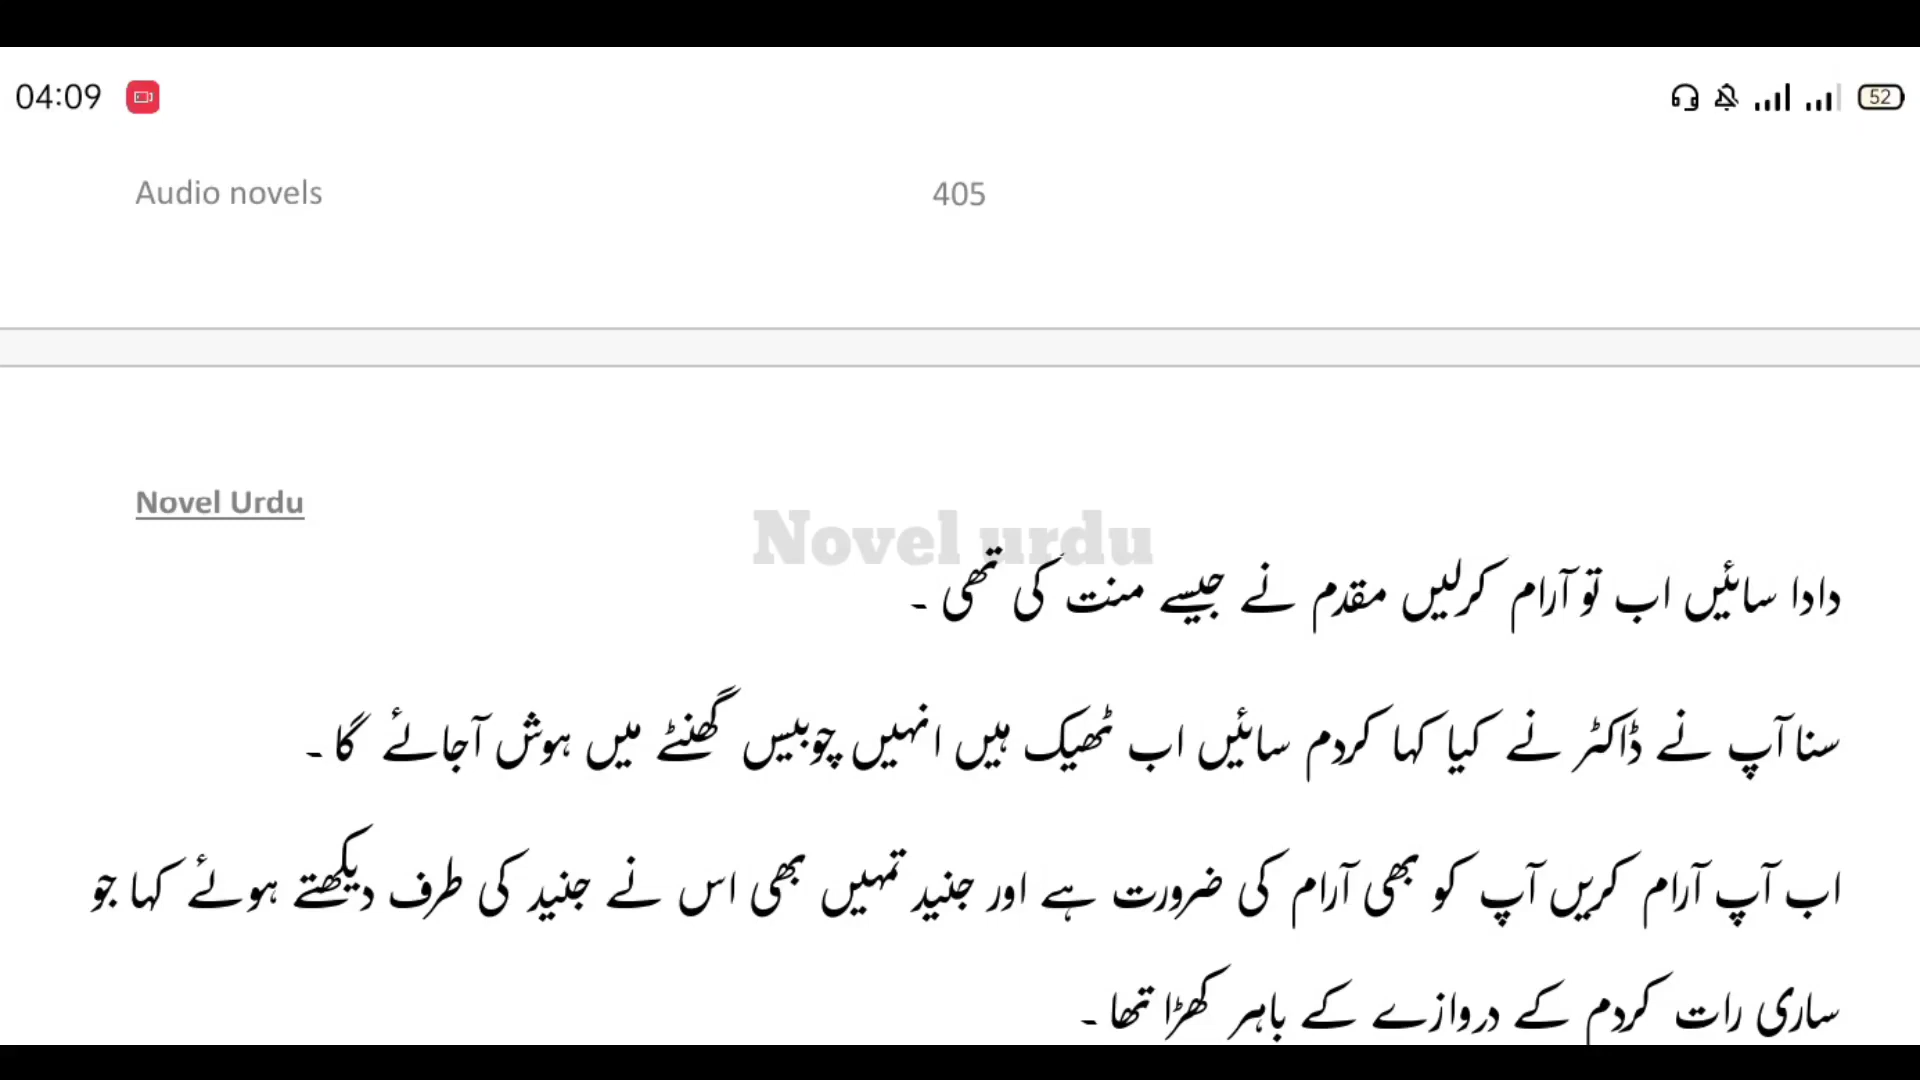 04:09
52
Audio novels 405
Novel Urdu
Novel urdu
دادا سائیں اب تو آرام کرلیں مقدم نے جیسے منت کی تھی ۔
سنا آپ نے ڈاکٹر نے کیا کہا کردم سائیں اب ٹھیک ہیں انہیں چوبیس گھنٹے میں ہوش آجائے گا ۔
اب آپ آرام کریں آپ کو بھی آرام کی ضرورت ہے اور جنید تمہیں بھی اس نے جنید کی طرف دیکھتے ہوئے کہا جو
ساری رات کردم کے دروازے کے باہر کھڑا تھا ۔